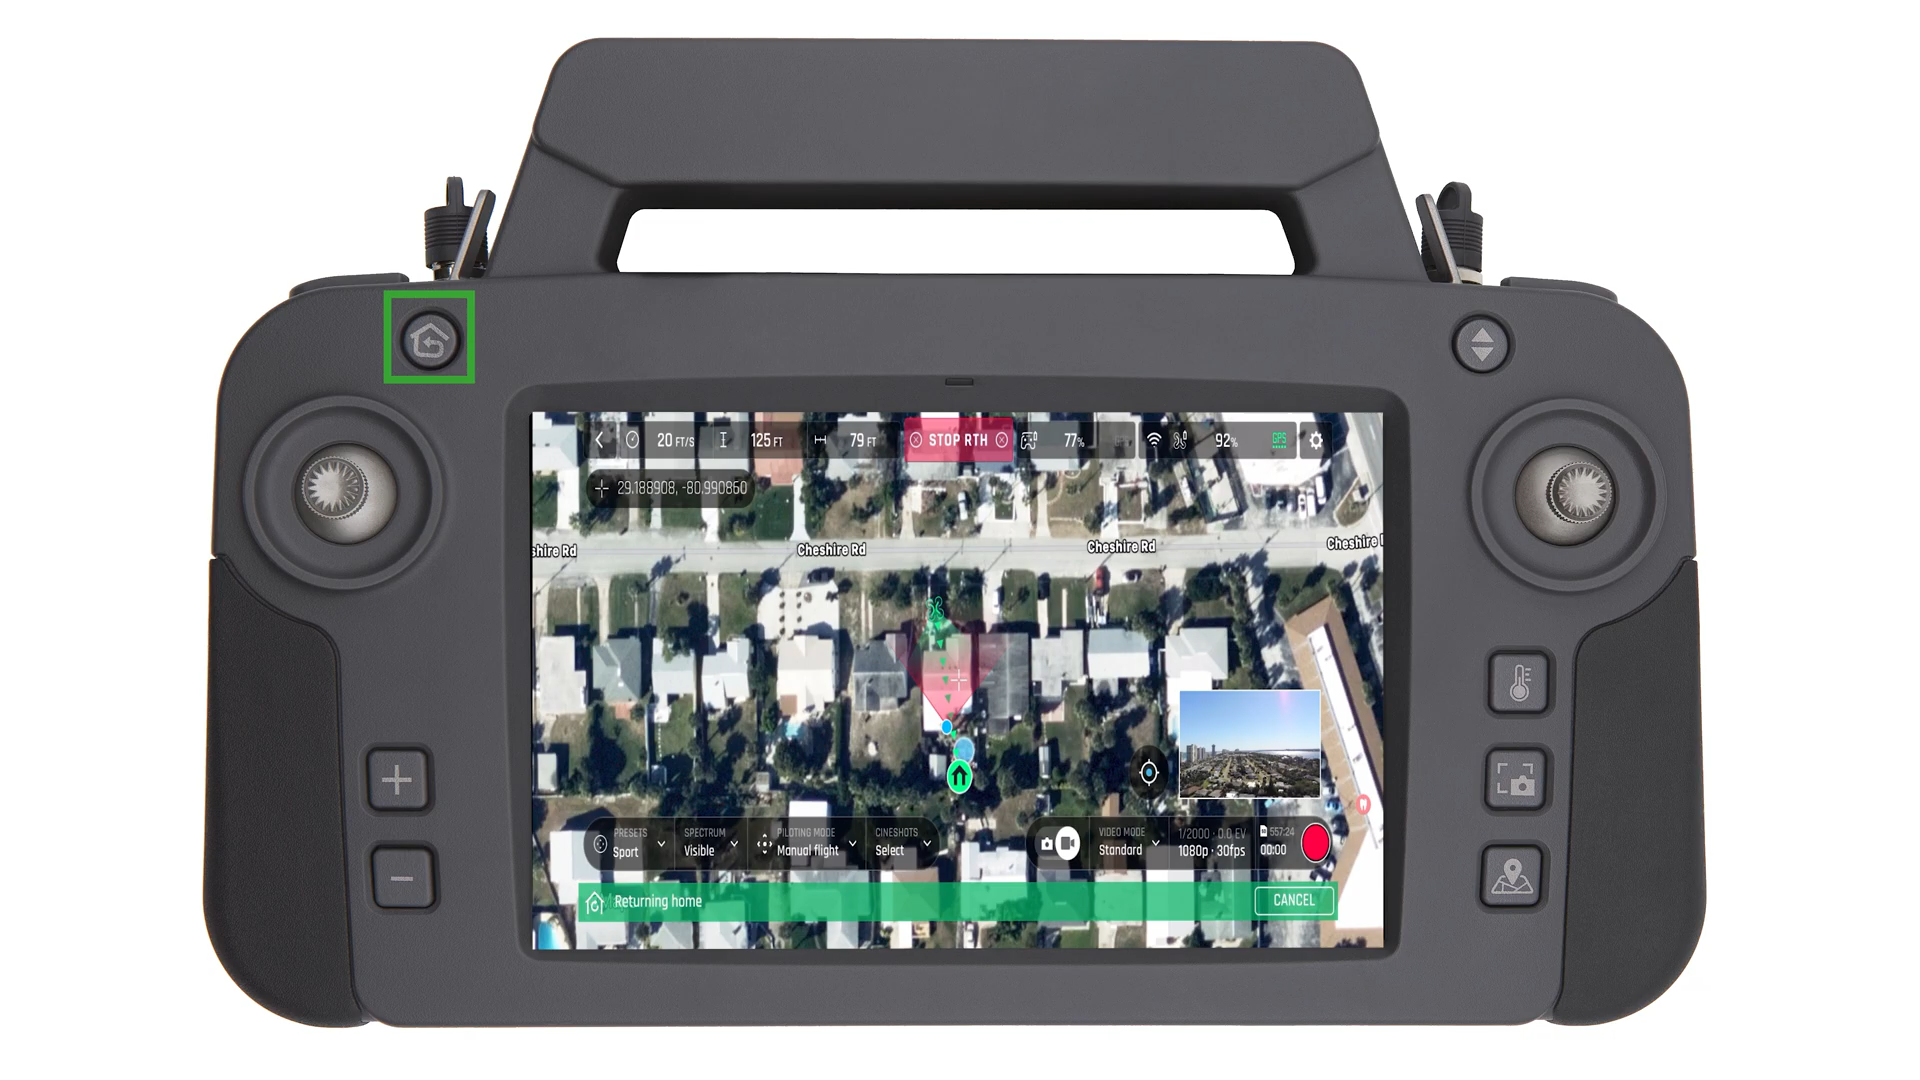 20 FT/S 125 FT 79 FT STOP RTH 77% 92% GPS
29.188908, -80.990860
shire Rd Cheshire Rd Cheshire Rd Cheshire
PRESETS SPECTRUM PILOTING MODE CINESHOTS VIDEO MODE 1/2000 · 0.0 EV 557:24
Sport Visible Manual flight Select Standard 1080p · 30fps 00:00
Returning home CANCEL